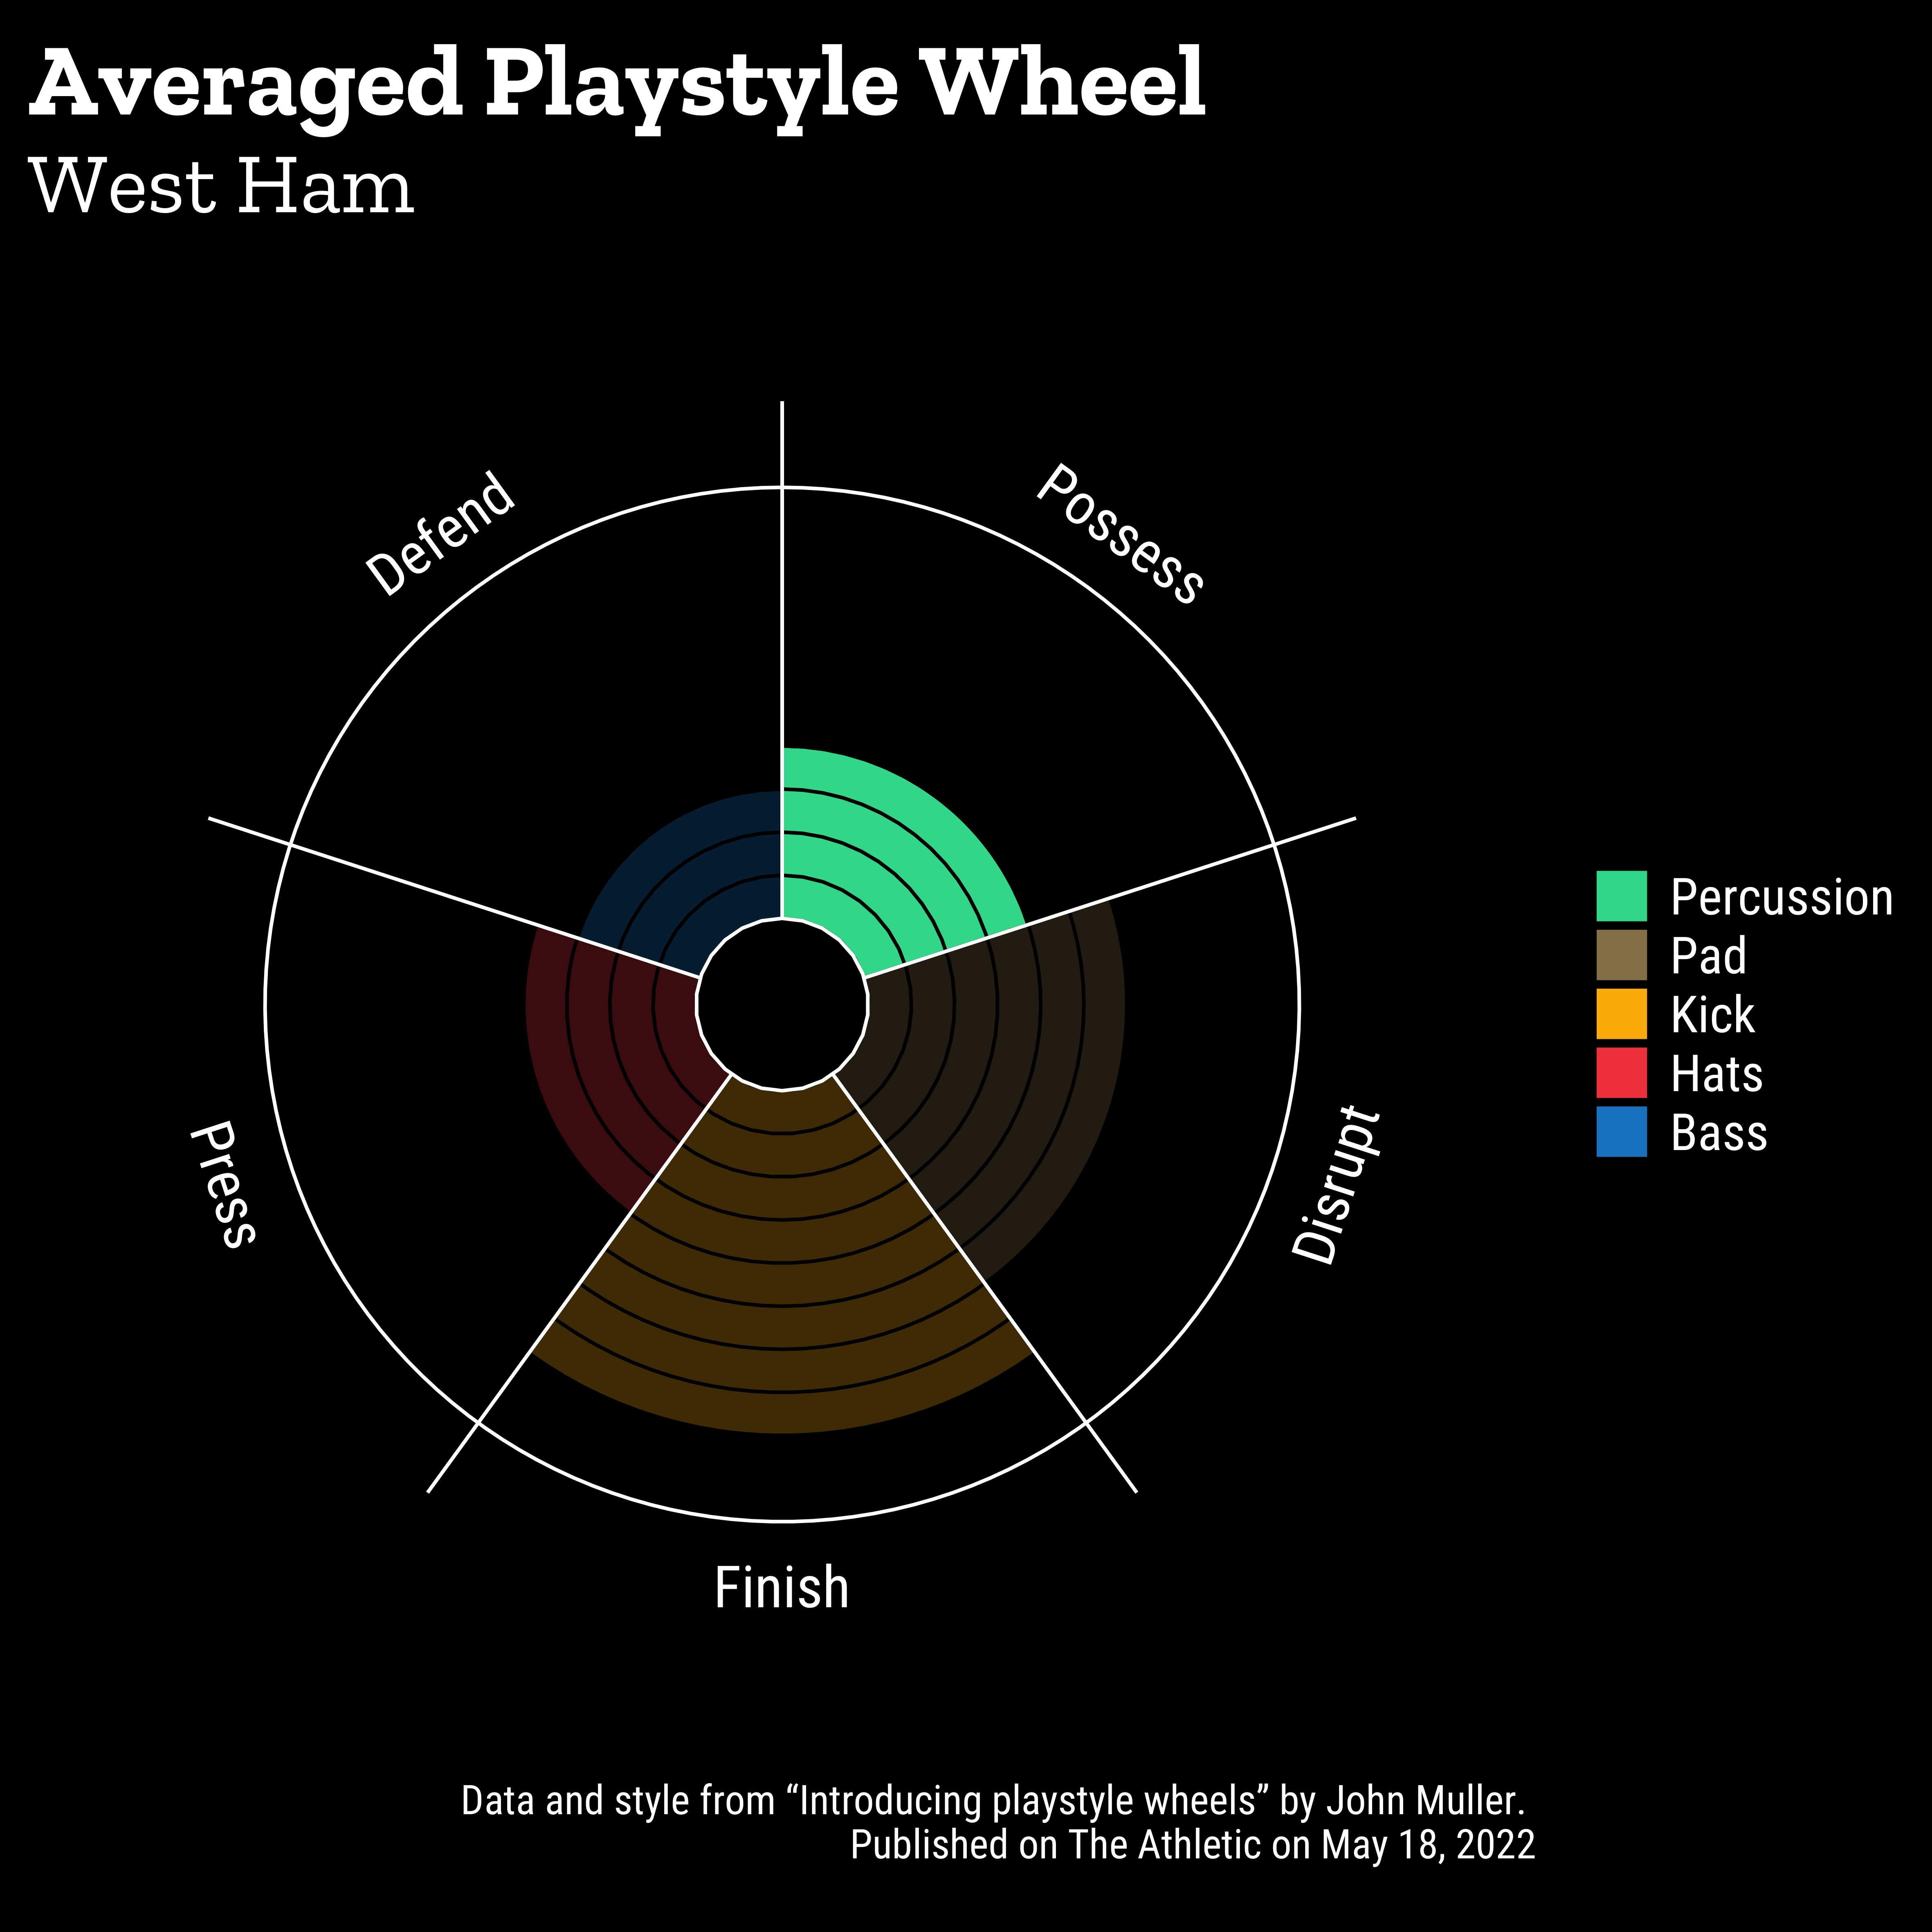 Averaged Playstyle Wheel
West Ham
Defend
Possess
Press
Disrupt
Finish
Percussion
Pad
Kick
Hats
Bass
Data and style from “Introducing playstyle wheels” by John Muller.
Published on The Athletic on May 18, 2022